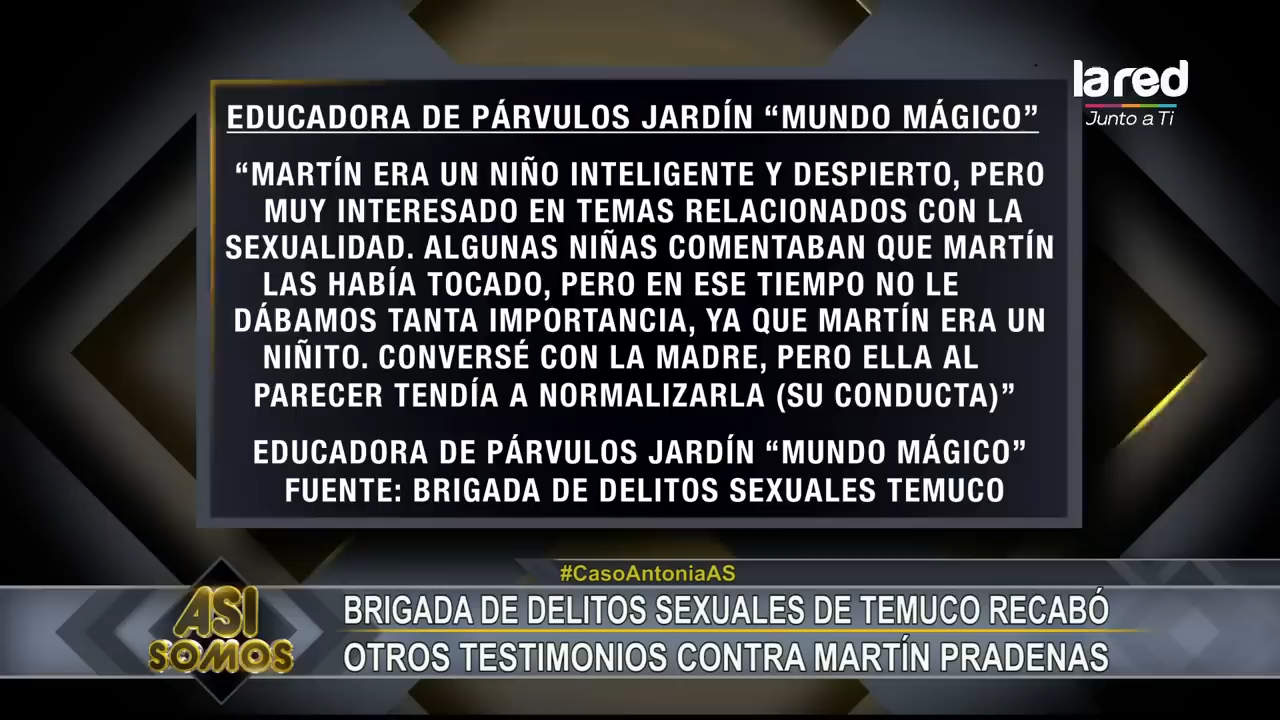 lared
Junto a Ti
EDUCADORA DE PÁRVULOS JARDÍN “MUNDO MÁGICO”
“MARTÍN ERA UN NIÑO INTELIGENTE Y DESPIERTO, PERO
MUY INTERESADO EN TEMAS RELACIONADOS CON LA
SEXUALIDAD. ALGUNAS NIÑAS COMENTABAN QUE MARTÍN
LAS HABÍA TOCADO, PERO EN ESE TIEMPO NO LE
DÁBAMOS TANTA IMPORTANCIA, YA QUE MARTÍN ERA UN
NIÑITO. CONVERSÉ CON LA MADRE, PERO ELLA AL
PARECER TENDÍA A NORMALIZARLA (SU CONDUCTA)”
EDUCADORA DE PÁRVULOS JARDÍN “MUNDO MÁGICO”
FUENTE: BRIGADA DE DELITOS SEXUALES TEMUCO
#CasoAntoniaAS
ASI
SOMOS
BRIGADA DE DELITOS SEXUALES DE TEMUCO RECABÓ
OTROS TESTIMONIOS CONTRA MARTÍN PRADENAS